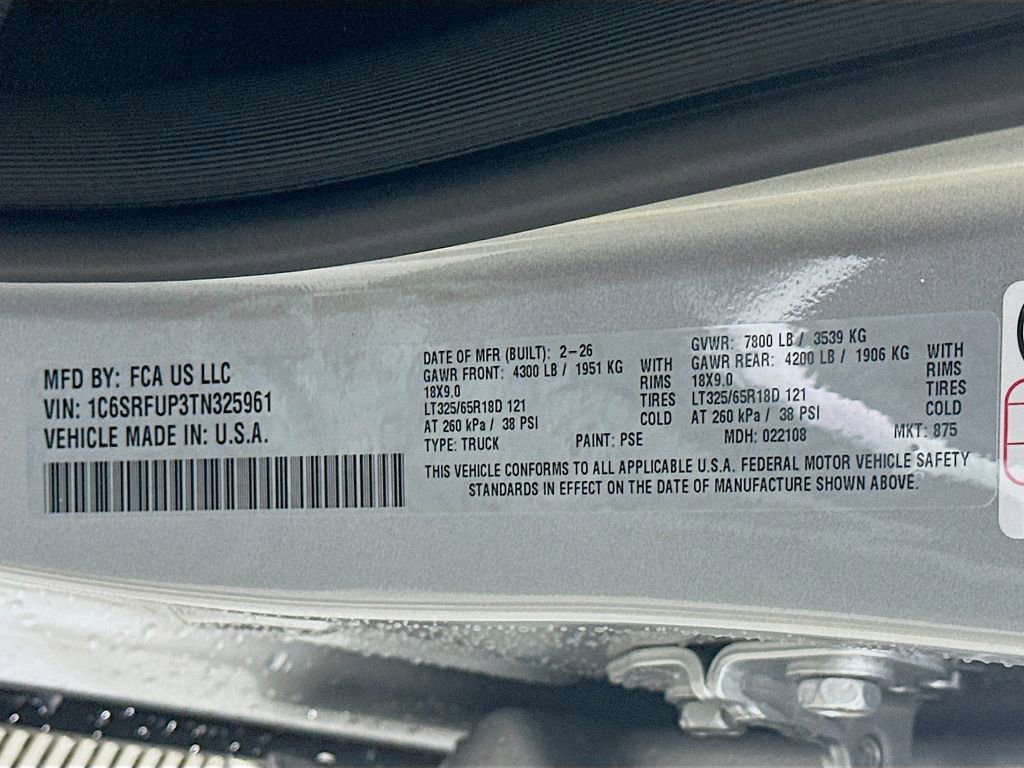 MFD BY: FCA US LLC
VIN: 1C6SRFUP3TN325961
VEHICLE MADE IN: U.S.A.
DATE OF MFR (BUILT): 2-26
GAWR FRONT: 4300 LB / 1951 KG WITH
18X9.0 RIMS
LT325/65R18D 121 TIRES
AT 260 kPa / 38 PSI COLD
GVWR: 7800 LB / 3539 KG
GAWR REAR: 4200 LB / 1906 KG WITH
18X9.0 RIMS
LT325/65R18D 121 TIRES
AT 260 kPa / 38 PSI COLD
TYPE: TRUCK PAINT: PSE MDH: 022108 MKT: 875
THIS VEHICLE CONFORMS TO ALL APPLICABLE U.S.A. FEDERAL MOTOR VEHICLE SAFETY
STANDARDS IN EFFECT ON THE DATE OF MANUFACTURE SHOWN ABOVE.